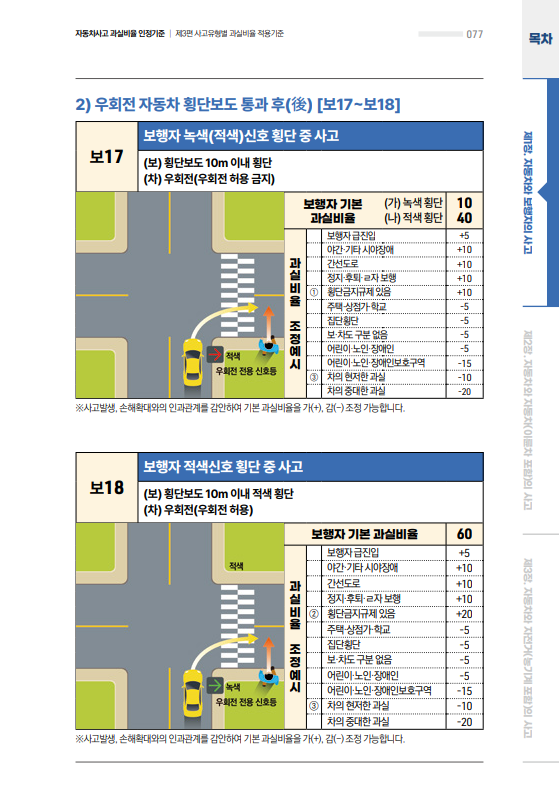 자동차사고 과실비율 인정기준 | 제3편 사고유형별 과실비율 적용기준
077
목차
2) 우회전 자동차 횡단보도 통과 후(後) [보17~보18]
보17
보행자 녹색(적색)신호 횡단 중 사고
(보) 횡단보도 10m 이내 횡단
(차) 우회전(우회전 허용 금지)
적색
우회전 전용 신호등
보행자 기본 과실비율
(가) 녹색 횡단 10
(나) 적색 횡단 40
과실비율 조정예시
보행자 급진입 +5
야간·기타 시야장애 +10
간선도로 +10
정지·후퇴·ㄹ자 보행 +10
① 횡단금지규제 있음 +10
주택·상점가·학교 -5
집단횡단 -5
보·차도 구분 없음 -5
어린이·노인·장애인 -5
어린이·노인·장애인보호구역 -15
③ 차의 현저한 과실 -10
차의 중대한 과실 -20
※사고발생, 손해확대와의 인과관계를 감안하여 기본 과실비율을 가(+), 감(-) 조정 가능합니다.
보18
보행자 적색신호 횡단 중 사고
(보) 횡단보도 10m 이내 적색 횡단
(차) 우회전(우회전 허용)
적색
녹색
우회전 전용 신호등
보행자 기본 과실비율 60
과실비율 조정예시
보행자 급진입 +5
야간·기타 시야장애 +10
간선도로 +10
정지·후퇴·ㄹ자 보행 +10
② 횡단금지규제 있음 +20
주택·상점가·학교 -5
집단횡단 -5
보·차도 구분 없음 -5
어린이·노인·장애인 -5
어린이·노인·장애인보호구역 -15
③ 차의 현저한 과실 -10
차의 중대한 과실 -20
※사고발생, 손해확대와의 인과관계를 감안하여 기본 과실비율을 가(+), 감(-) 조정 가능합니다.
제1장. 자동차와 보행자의 사고
제2장. 자동차와 자동차(이륜차 포함)의 사고
제3장. 자동차와 자전거(농기계 포함)의 사고